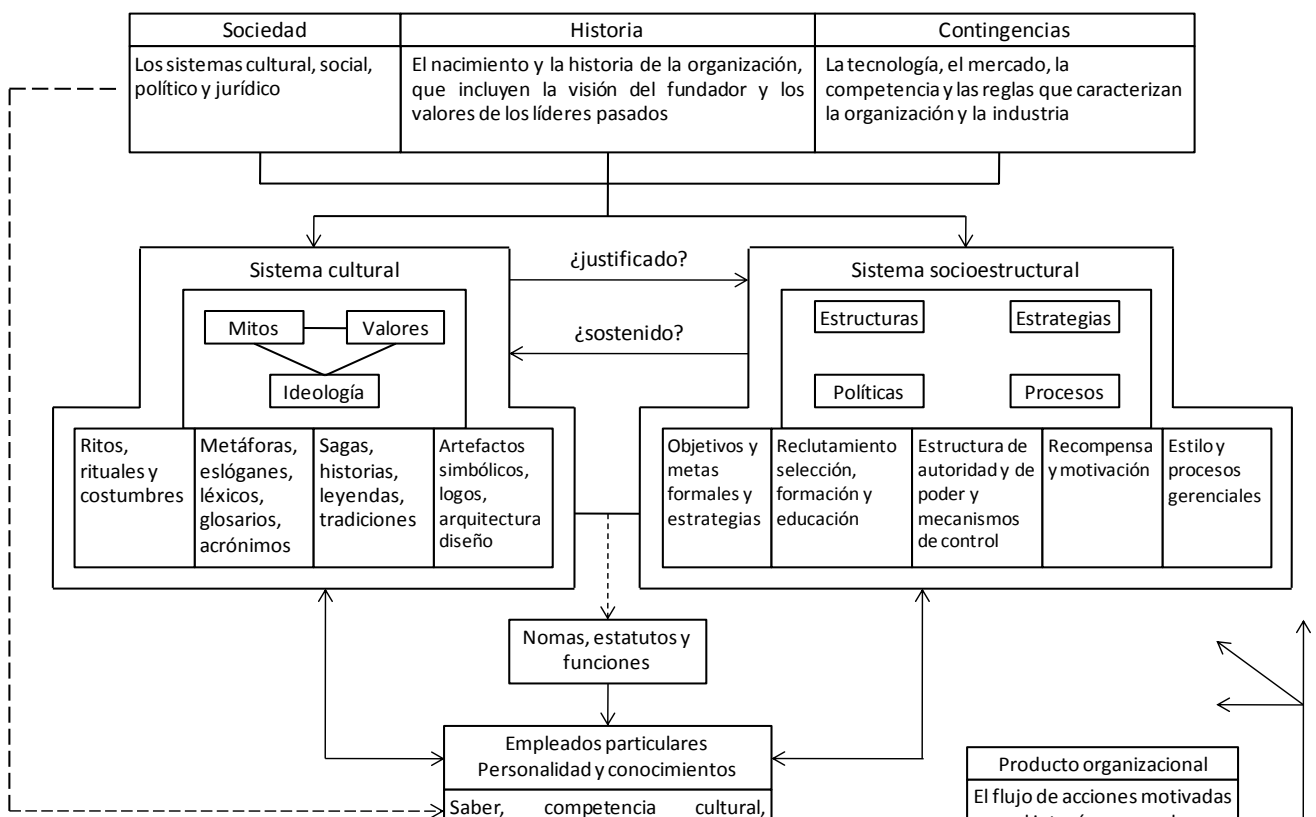 Sociedad
Historia
Contingencias
Los sistemas cultural, social,
político y jurídico
El nacimiento y la historia de la organización,
que incluyen la visión del fundador y los
valores de los líderes pasados
La tecnología, el mercado, la
competencia y las reglas que caracterizan
la organización y la industria
Sistema cultural
¿justificado?
Sistema socioestructural
Mitos
Valores
Ideología
¿sostenido?
Estructuras
Estrategias
Políticas
Procesos
Ritos,
rituales y
costumbres
Metáforas,
eslóganes,
léxicos,
glosarios,
acrónimos
Sagas,
historias,
leyendas,
tradiciones
Artefactos
simbólicos,
logos,
arquitectura
diseño
Objetivos y
metas
formales y
estrategias
Reclutamiento
selección,
formación y
educación
Estructura de
autoridad y de
poder y
mecanismos
de control
Recompensa
y motivación
Estilo y
procesos
gerenciales
Nomas, estatutos y
funciones
Empleados particulares
Personalidad y conocimientos
Saber, competencia cultural,
Producto organizacional
El flujo de acciones motivadas